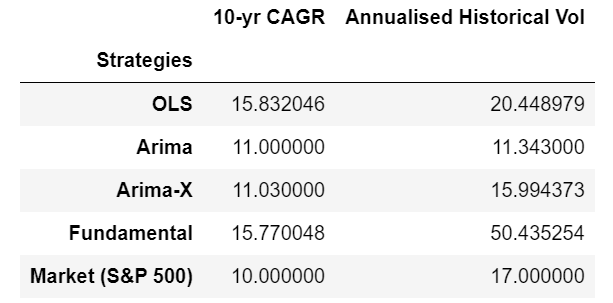 10-yr CAGR Annualised Historical Vol
Strategies
OLS 15.832046 20.448979
Arima 11.000000 11.343000
Arima-X 11.030000 15.994373
Fundamental 15.770048 50.435254
Market (S&P 500) 10.000000 17.000000